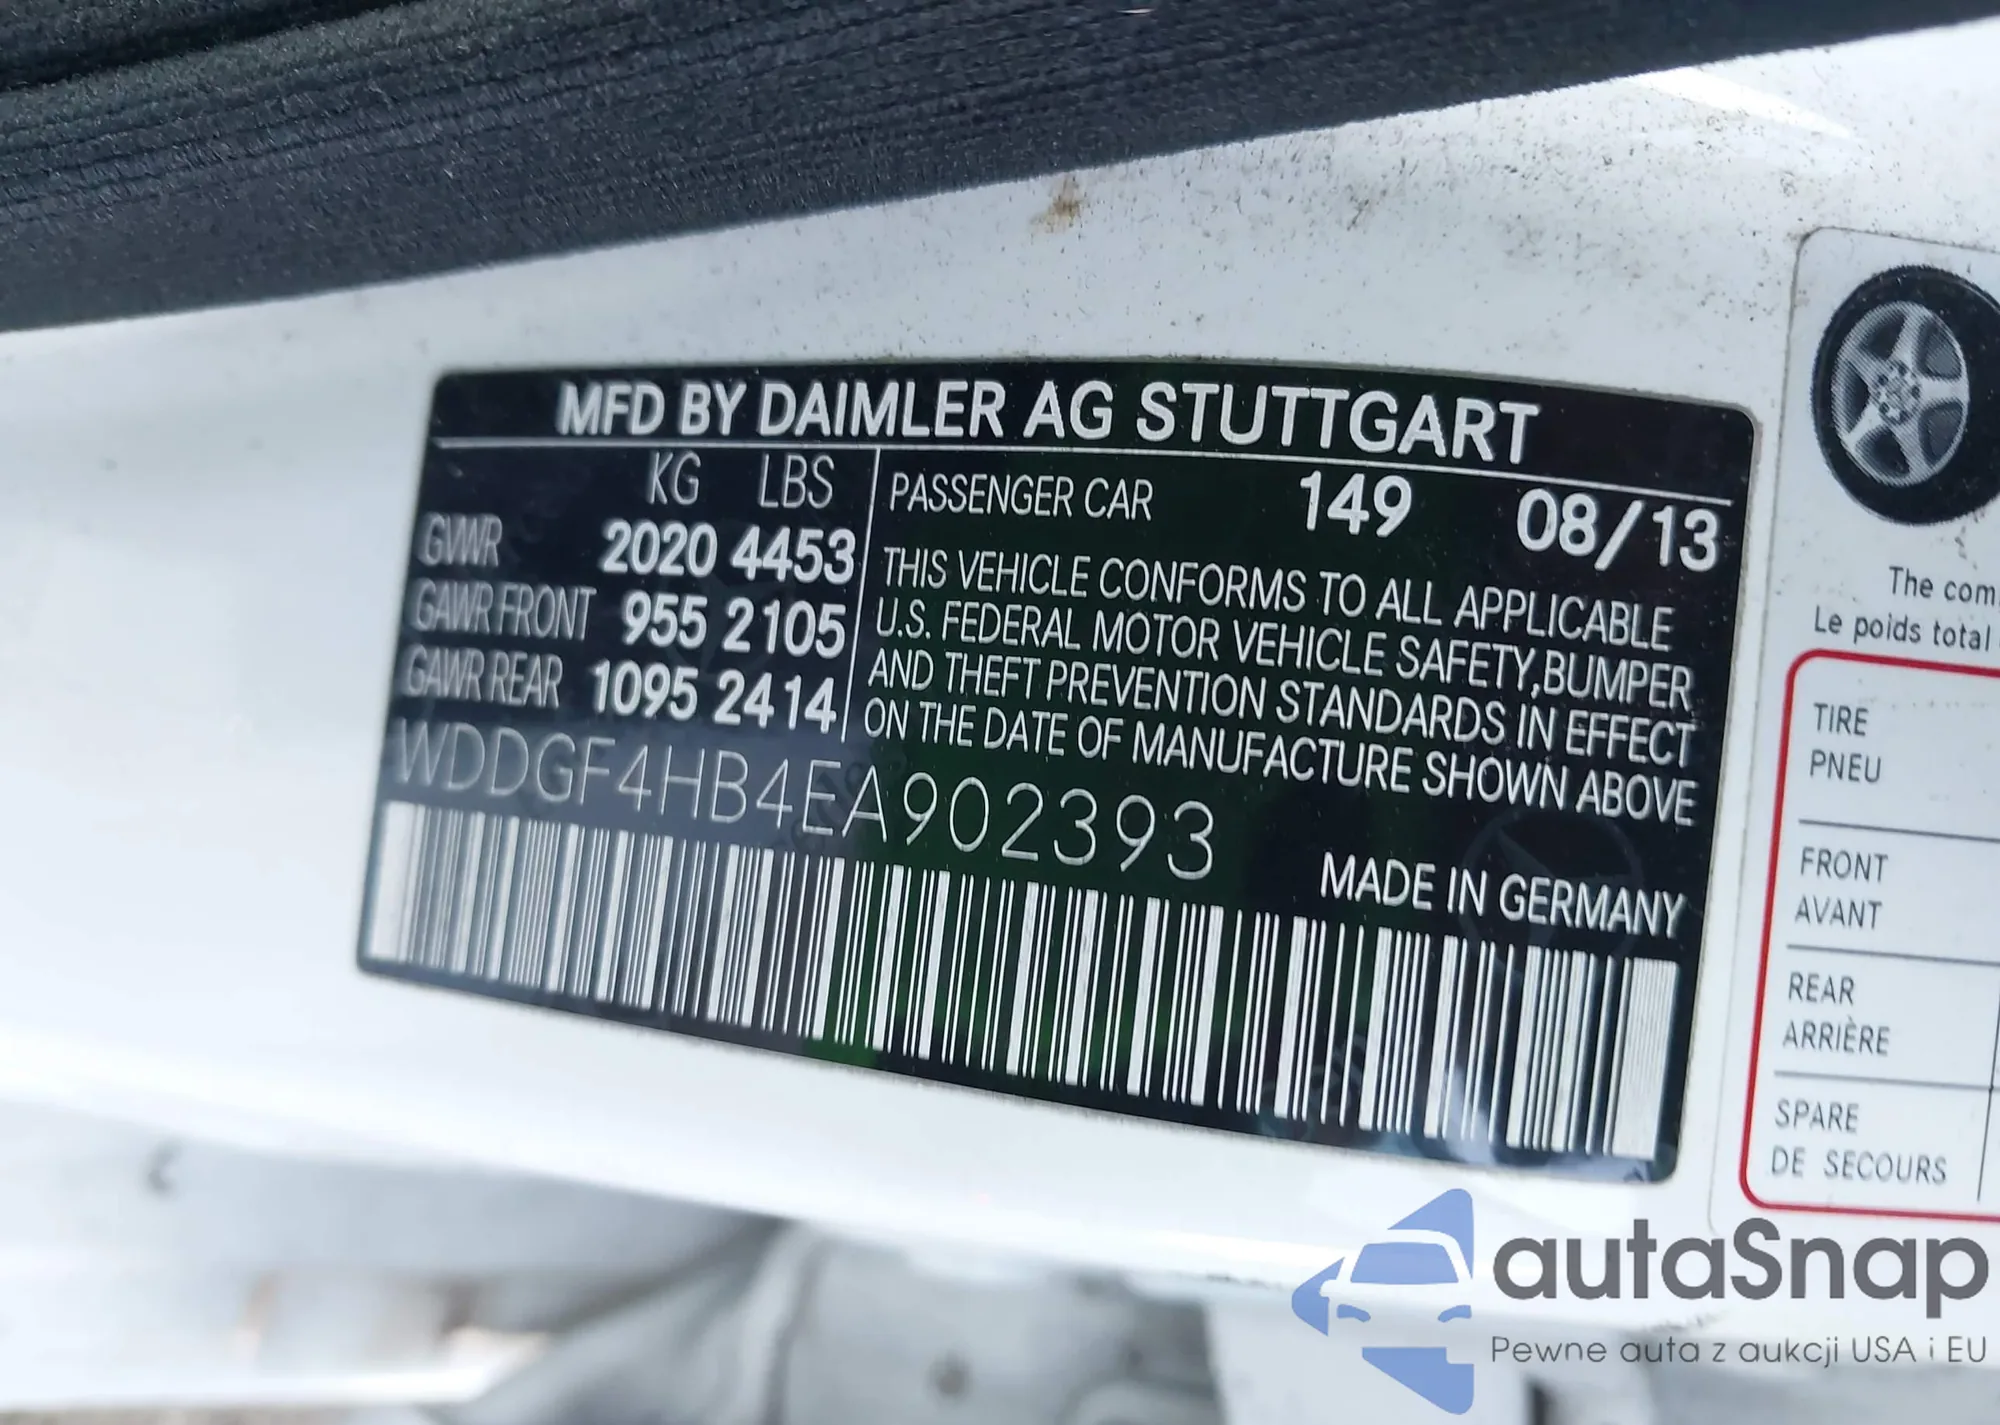 MFD BY DAIMLER AG STUTTGART
KG LBS
GVWR 2020 4453
GAWR FRONT 955 2105
GAWR REAR 1095 2414
PASSENGER CAR 149 08/13
THIS VEHICLE CONFORMS TO ALL APPLICABLE
U.S. FEDERAL MOTOR VEHICLE SAFETY,BUMPER
AND THEFT PREVENTION STANDARDS IN EFFECT
ON THE DATE OF MANUFACTURE SHOWN ABOVE
WDDGF4HB4EA902393
MADE IN GERMANY
The com
Le poids total
TIRE
PNEU
FRONT
AVANT
REAR
ARRIÈRE
SPARE
DE SECOURS
autaSnap
Pewne auta z aukcji USA i EU